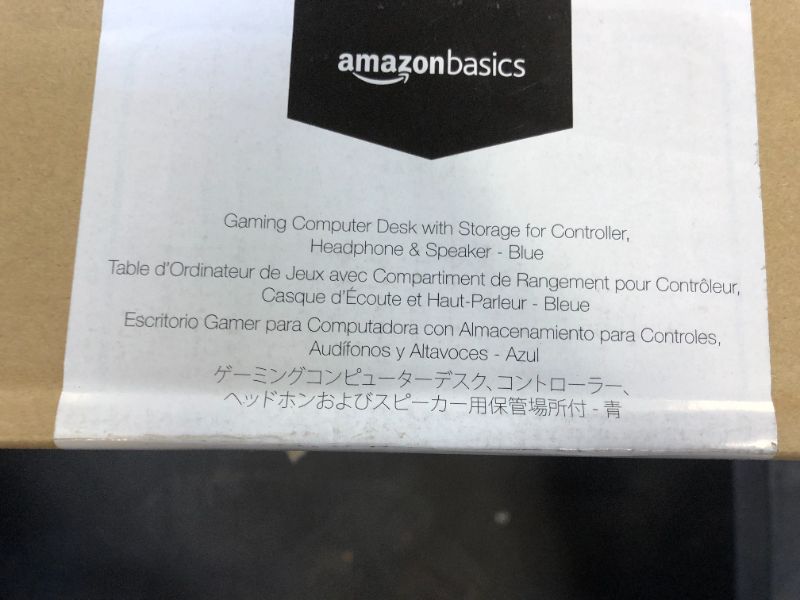 amazonbasics
Gaming Computer Desk with Storage for Controller,
Headphone & Speaker - Blue
Table d'Ordinateur de Jeux avec Compartiment de Rangement pour Contrôleur,
Casque d'Écoute et Haut-Parleur - Bleue
Escritorio Gamer para Computadora con Almacenamiento para Controles,
Audífonos y Altavoces - Azul
ゲーミングコンピューターデスク、コントローラー、
ヘッドホンおよびスピーカー用保管場所付 - 青